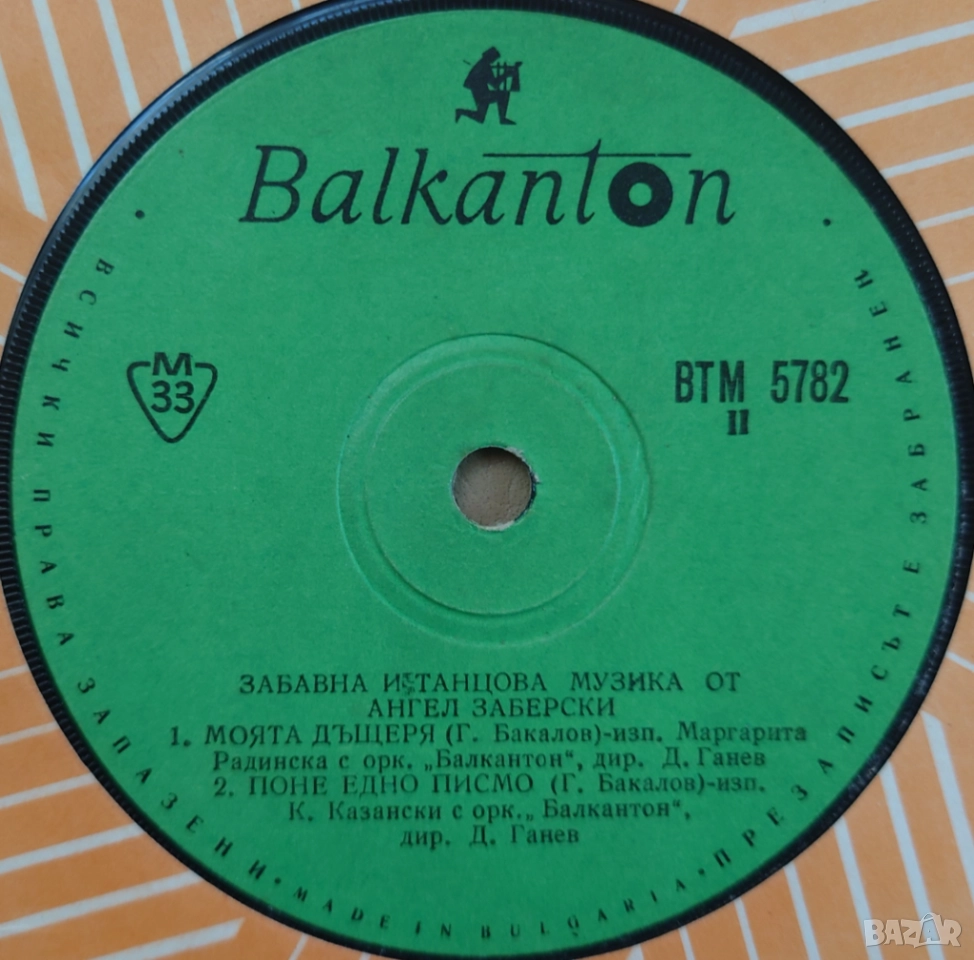 Balkanton
M
33
ВТМ 5782
II
ЗАБАВНА И ТАНЦОВА МУЗИКА ОТ
АНГЕЛ ЗАБЕРСКИ
1. МОЯТА ДЪЩЕРЯ (Г. Бакалов)-изп. Маргарита
Радинска с орк. „Балкантон“, дир. Д. Ганев
2. ПОНЕ ЕДНО ПИСМО (Г. Бакалов)-изп.
К. Казански с орк. „Балкантон“,
дир. Д. Ганев
• ВСИЧКИ ПРАВА ЗАПАЗЕНИ • MADE IN BULGARIA • ПРЕЗАПИСЪТ Е ЗАБРАНЕН •
BAZAR